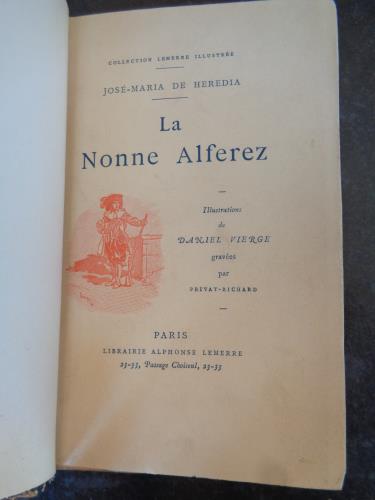 COLLECTION LEMERRE ILLUSTRÉE
JOSÉ-MARIA DE HEREDIA
La
Nonne Alferez
Illustrations
de
DANIEL VIERGE
gravées
par
PRIVAT-RICHARD
PARIS
LIBRAIRIE ALPHONSE LEMERRE
23-33, Passage Choiseul, 23-33